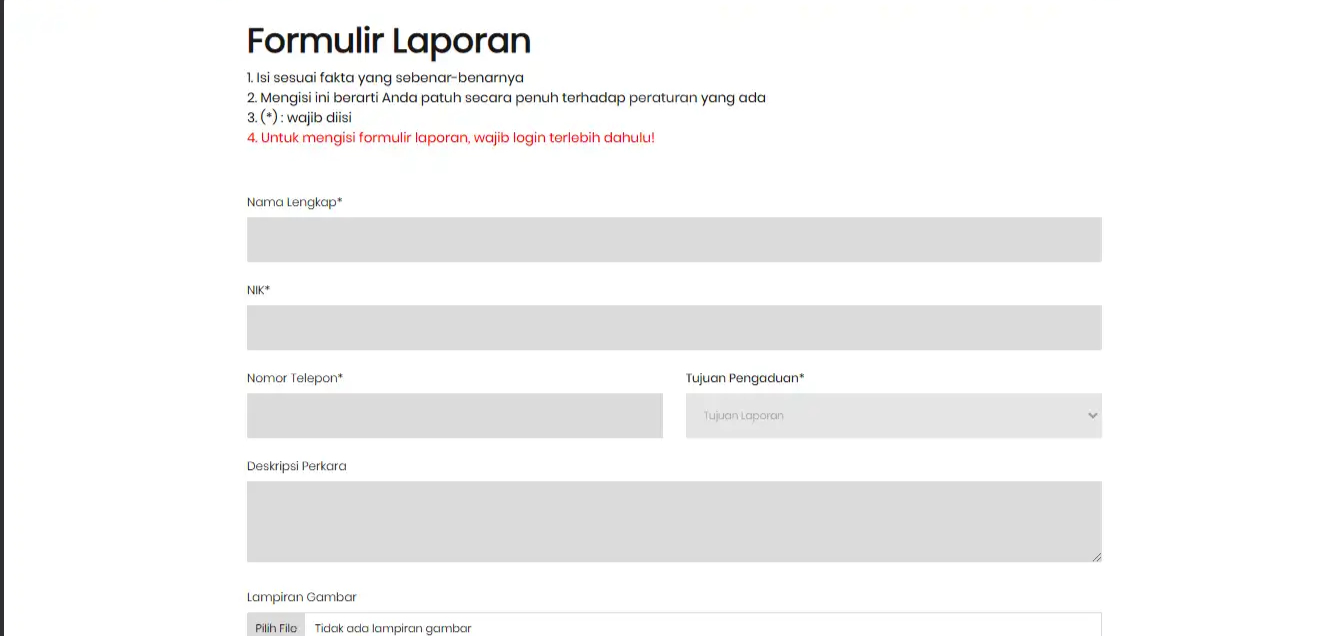 Formulir Laporan
1. Isi sesuai fakta yang sebenar-benarnya
2. Mengisi ini berarti Anda patuh secara penuh terhadap peraturan yang ada
3. (*) : wajib diisi
4. Untuk mengisi formulir laporan, wajib login terlebih dahulu!
Nama Lengkap*
NIK*
Nomor Telepon* Tujuan Pengaduan*
Tujuan Laporan
Deskripsi Perkara
Lampiran Gambar
Pilih File Tidak ada lampiran gambar